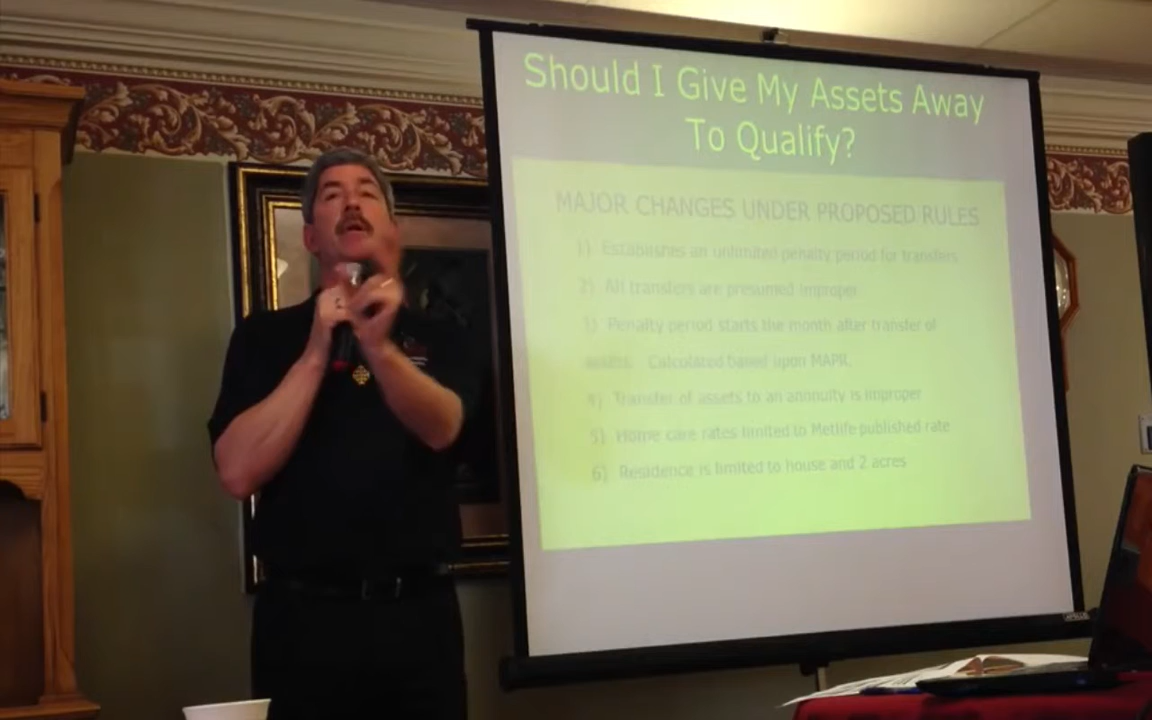 Should I Give My Assets Away
To Qualify?
MAJOR CHANGES UNDER PROPOSED RULES
1) Establishes an unlimited penalty period for transfers
2) All transfers are presumed improper
3) Penalty period starts the month after transfer of
assets. Calculated based upon MAPR.
4) Transfer of assets to an annuity is improper
5) Home care rates limited to Metlife published rate
6) Residence is limited to house and 2 acres